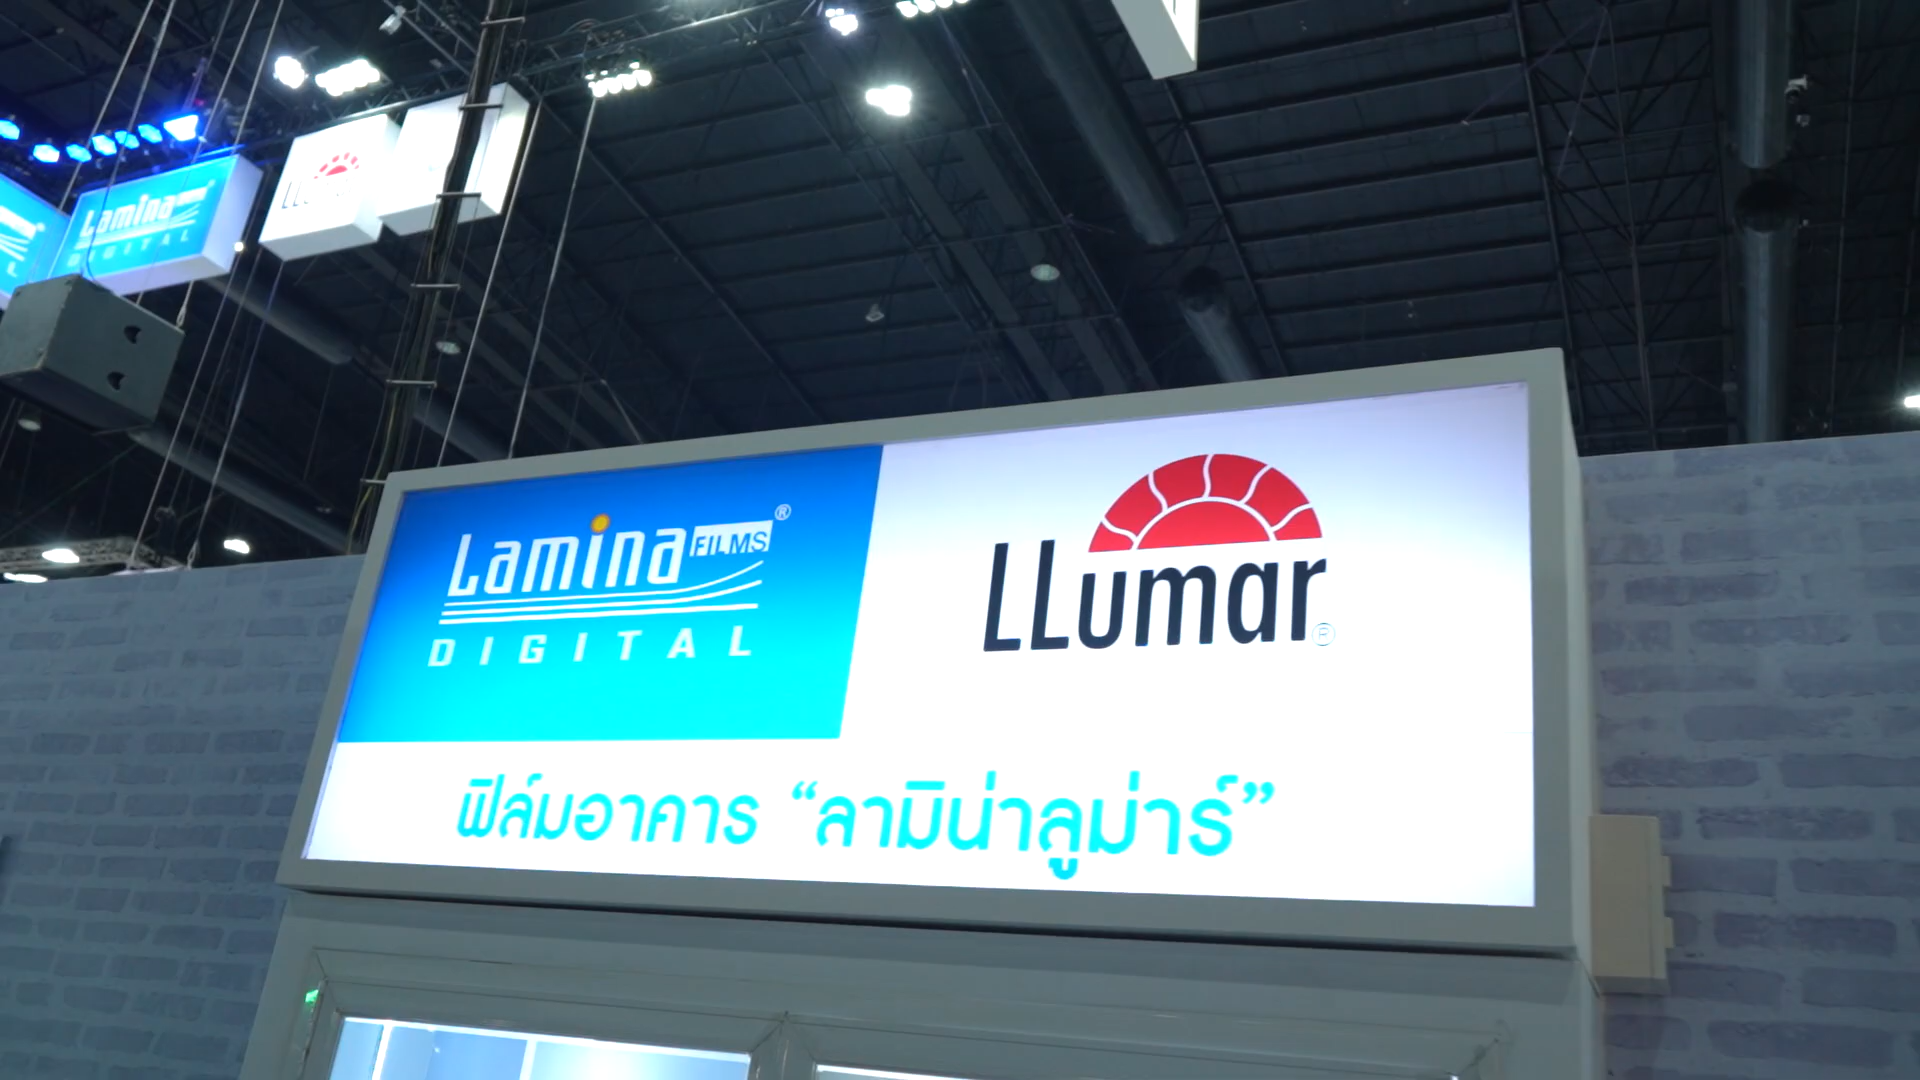 Lamina FILMS ®
DIGITAL
LLumar ®
ฟิล์มอาคาร “ลามิน่าลูม่าร์”
Lamina
DIGITAL